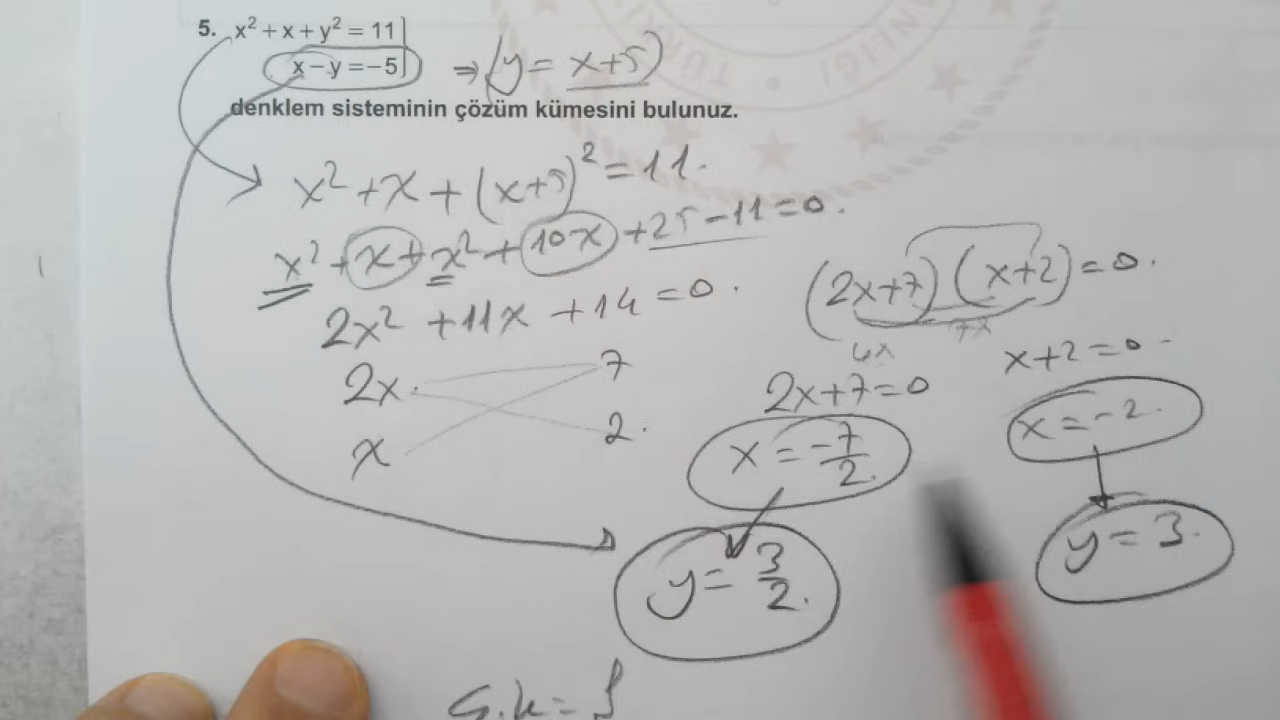 5. x² + x + y² = 11
x – y = –5 ⇒ (y = x+5)
denklem sisteminin çözüm kümesini bulunuz.
x² + x + (x+5)² = 11.
x² + x + x² + 10x + 25 – 11 = 0.
2x² + 11x + 14 = 0.
2x 7
x 2.
(2x+7) (x+2) = 0.
2x+7=0
x = -7/2.
y = 3/2.
x+2=0.
x = -2.
y = 3.
Ç.k = {
TÜRK